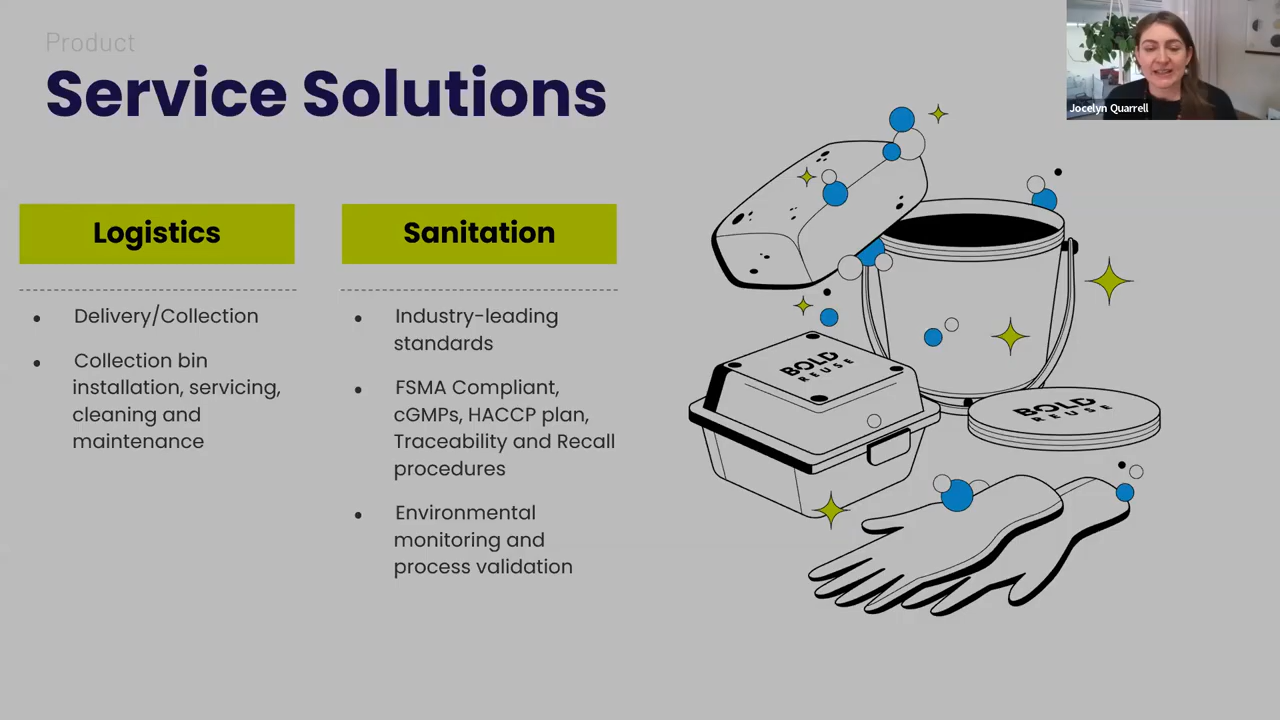 Product
Service Solutions
Logistics
Delivery/Collection
Collection bin
installation, servicing,
cleaning and
maintenance
Sanitation
Industry-leading
standards
FSMA Compliant,
cGMPs, HACCP plan,
Traceability and Recall
procedures
Environmental
monitoring and
process validation
BOLD
REUSE
BOLD
REUSE
Jocelyn Quarrell